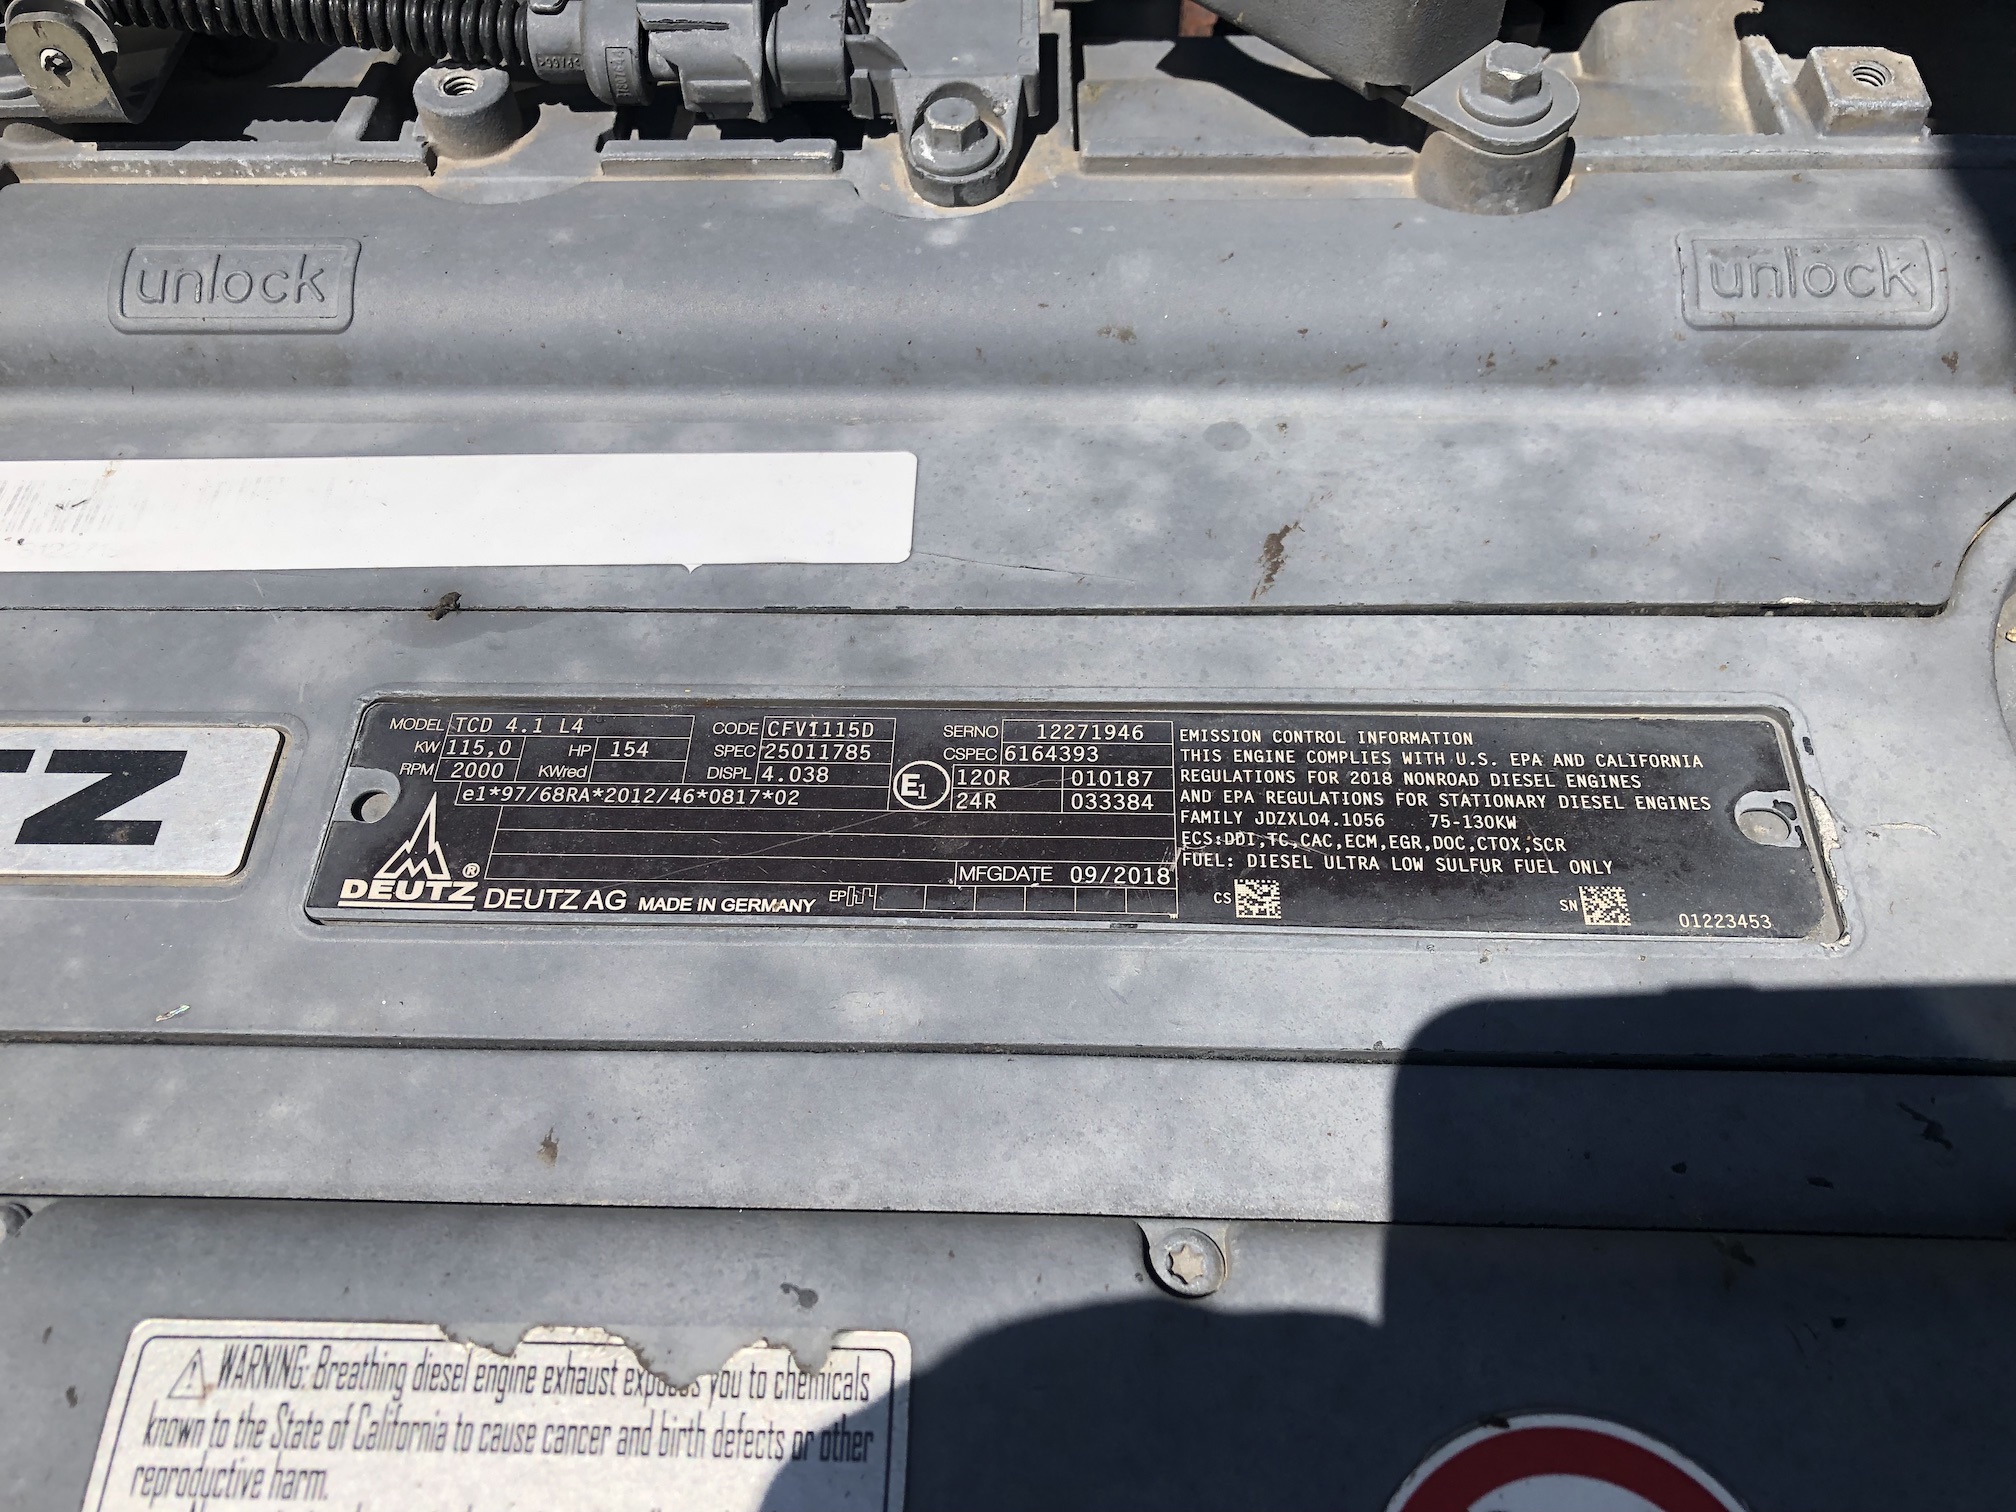 >PA66<
unlock
unlock
TZ
MODEL TCD 4.1 L4 CODE CFV1115D SERNO 12271946
KW 115,0 HP 154 SPEC 25011785 CSPEC 6164393
RPM 2000 KWred DISPL 4.038 E1 120R 010187
24R 033384
e1*97/68RA*2012/46*0817*02
MFGDATE 09/2018
DEUTZ ® DEUTZ AG MADE IN GERMANY EP
EMISSION CONTROL INFORMATION
THIS ENGINE COMPLIES WITH U.S. EPA AND CALIFORNIA
REGULATIONS FOR 2018 NONROAD DIESEL ENGINES
AND EPA REGULATIONS FOR STATIONARY DIESEL ENGINES
FAMILY JDZXL04.1056 75-130KW
ECS:DDI,TC,CAC,ECM,EGR,DOC,CTOX,SCR
FUEL: DIESEL ULTRA LOW SULFUR FUEL ONLY
CS SN 01223453
WARNING: Breathing diesel engine exhaust exposes you to chemicals
known to the State of California to cause cancer and birth defects or other
reproductive harm.